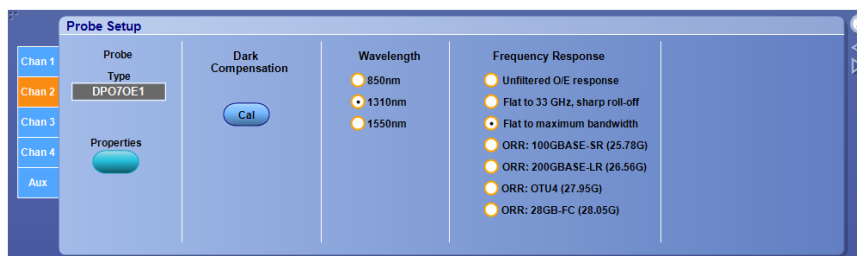 Probe Setup
Chan 1
Chan 2
Chan 3
Chan 4
Aux
Probe
Type
DPO7OE1
Properties
Dark
Compensation
Cal
Wavelength
850nm
1310nm
1550nm
Frequency Response
Unfiltered O/E response
Flat to 33 GHz, sharp roll-off
Flat to maximum bandwidth
ORR: 100GBASE-SR (25.78G)
ORR: 200GBASE-LR (26.56G)
ORR: OTU4 (27.95G)
ORR: 28GB-FC (28.05G)